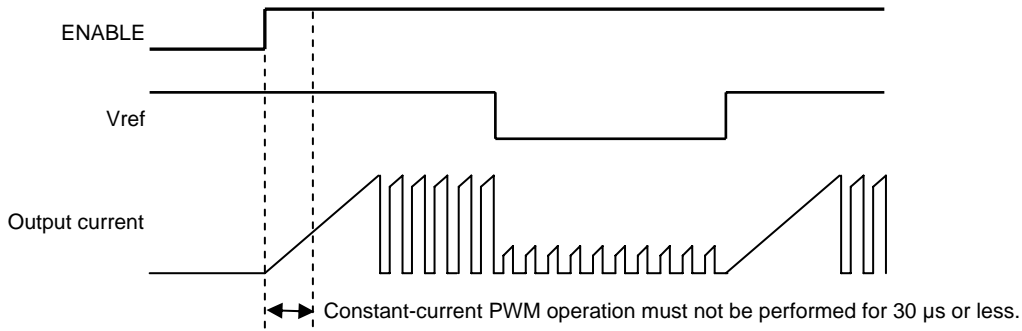 ENABLE
Vref
Output current
Constant-current PWM operation must not be performed for 30 µs or less.